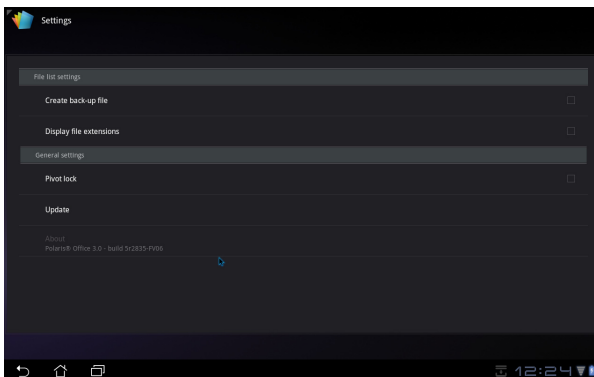 Settings
File list settings
Create back-up file
Display file extensions
General settings
Pivot lock
Update
About
Polaris® Office 3.0 - build 5r2835-FV06
12:24